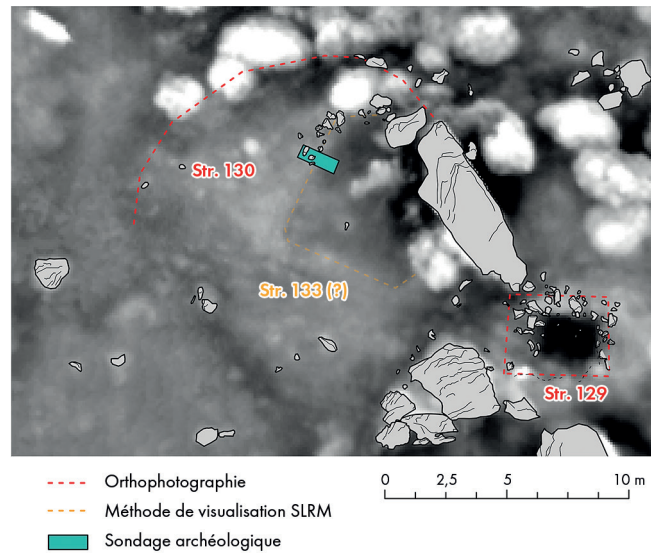 Str. 130
Str. 133 (?)
Str. 129
Orthophotographie
Méthode de visualisation SLRM
Sondage archéologique
0 2,5 5 10 m